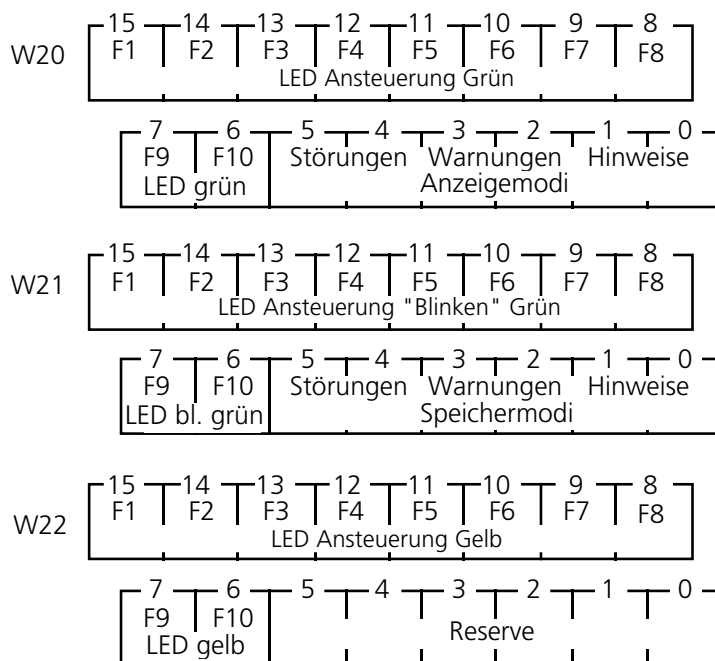 15 14 13 12 11 10 9 8
W20 F1 F2 F3 F4 F5 F6 F7 F8
LED Ansteuerung Grün
7 6 5 4 3 2 1 0
F9 F10 Störungen Warnungen Hinweise
LED grün Anzeigemodi
15 14 13 12 11 10 9 8
W21 F1 F2 F3 F4 F5 F6 F7 F8
LED Ansteuerung "Blinken" Grün
7 6 5 4 3 2 1 0
F9 F10 Störungen Warnungen Hinweise
LED bl. grün Speichermodi
15 14 13 12 11 10 9 8
W22 F1 F2 F3 F4 F5 F6 F7 F8
LED Ansteuerung Gelb
7 6 5 4 3 2 1 0
F9 F10 Reserve
LED gelb